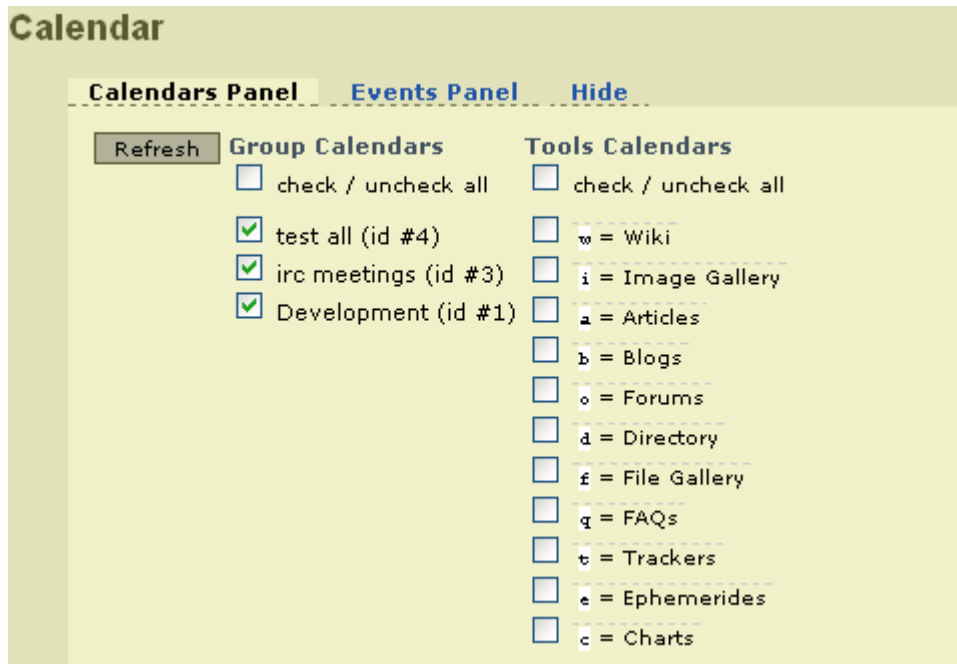 Calendar
Calendars Panel Events Panel Hide
Refresh Group Calendars Tools Calendars
check / uncheck all check / uncheck all
test all (id #4) w = Wiki
irc meetings (id #3) i = Image Gallery
Development (id #1) a = Articles
b = Blogs
o = Forums
d = Directory
f = File Gallery
q = FAQs
t = Trackers
e = Ephemerides
c = Charts